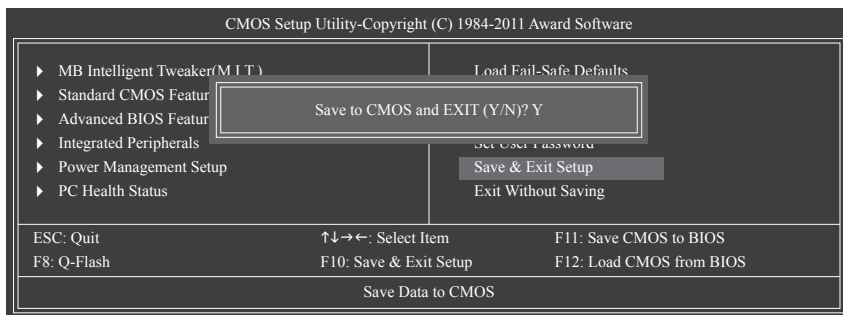 CMOS Setup Utility-Copyright (C) 1984-2011 Award Software
MB Intelligent Tweaker(M.I.T.)
Standard CMOS Featur
Advanced BIOS Featur
Integrated Peripherals
Power Management Setup
PC Health Status
Load Fail-Safe Defaults
Set User Password
Save & Exit Setup
Exit Without Saving
Save to CMOS and EXIT (Y/N)? Y
ESC: Quit ↑↓→←: Select Item F11: Save CMOS to BIOS
F8: Q-Flash F10: Save & Exit Setup F12: Load CMOS from BIOS
Save Data to CMOS